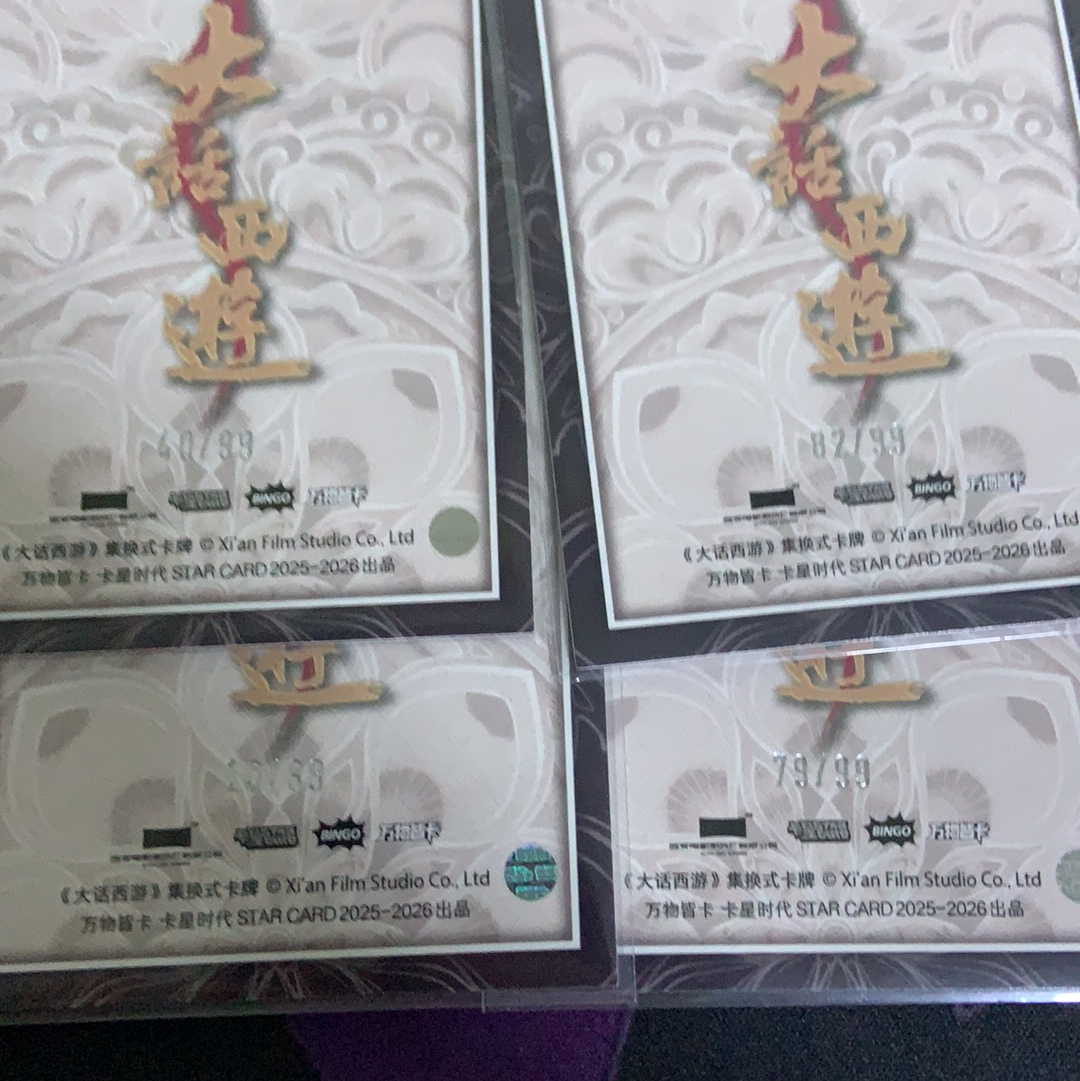 大話西遊
40/99
BINGO 万物皆卡
《大话西游》集换式卡牌 © Xi'an Film Studio Co., Ltd
万物皆卡 卡星时代 STAR CARD 2025-2026出品
大話西遊
82/99
BINGO 万物皆卡
《大话西游》集换式卡牌 © Xi'an Film Studio Co., Ltd
万物皆卡 卡星时代 STAR CARD 2025-2026出品
遊
BINGO 万物皆卡
《大话西游》集换式卡牌 © Xi'an Film Studio Co., Ltd
万物皆卡 卡星时代 STAR CARD 2025-2026出品
遊
79/99
BINGO 万物皆卡
《大话西游》集换式卡牌 © Xi'an Film Studio Co., Ltd
万物皆卡 卡星时代 STAR CARD 2025-2026出品